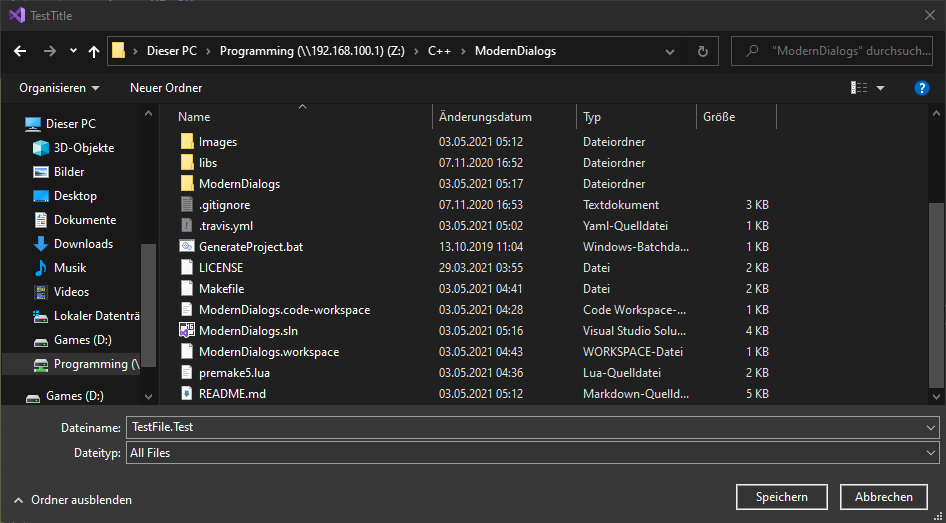 TestTitle
Dieser PC > Programming (\\192.168.100.1) (Z:) > C++ > ModernDialogs
"ModernDialogs" durchsuch...
Organisieren Neuer Ordner
?
Name Änderungsdatum Typ Größe
Dieser PC
3D-Objekte
Bilder
Desktop
Dokumente
Downloads
Musik
Videos
Lokaler Datenträ
Games (D:)
Programming (\
Games (D:)
Images 03.05.2021 05:12 Dateiordner
libs 07.11.2020 16:52 Dateiordner
ModernDialogs 03.05.2021 05:17 Dateiordner
.gitignore 07.11.2020 16:53 Textdokument 3 KB
.travis.yml 03.05.2021 05:02 Yaml-Quelldatei 1 KB
GenerateProject.bat 13.10.2019 11:04 Windows-Batchda... 1 KB
LICENSE 29.03.2021 03:55 Datei 2 KB
Makefile 03.05.2021 04:41 Datei 2 KB
ModernDialogs.code-workspace 03.05.2021 04:28 Code Workspace-... 1 KB
ModernDialogs.sln 03.05.2021 05:16 Visual Studio Solu... 4 KB
ModernDialogs.workspace 03.05.2021 04:43 WORKSPACE-Datei 1 KB
premake5.lua 03.05.2021 04:36 Lua-Quelldatei 2 KB
README.md 03.05.2021 05:12 Markdown-Quelld... 5 KB
Dateiname: TestFile.Test
Dateityp: All Files
Ordner ausblenden
Speichern Abbrechen